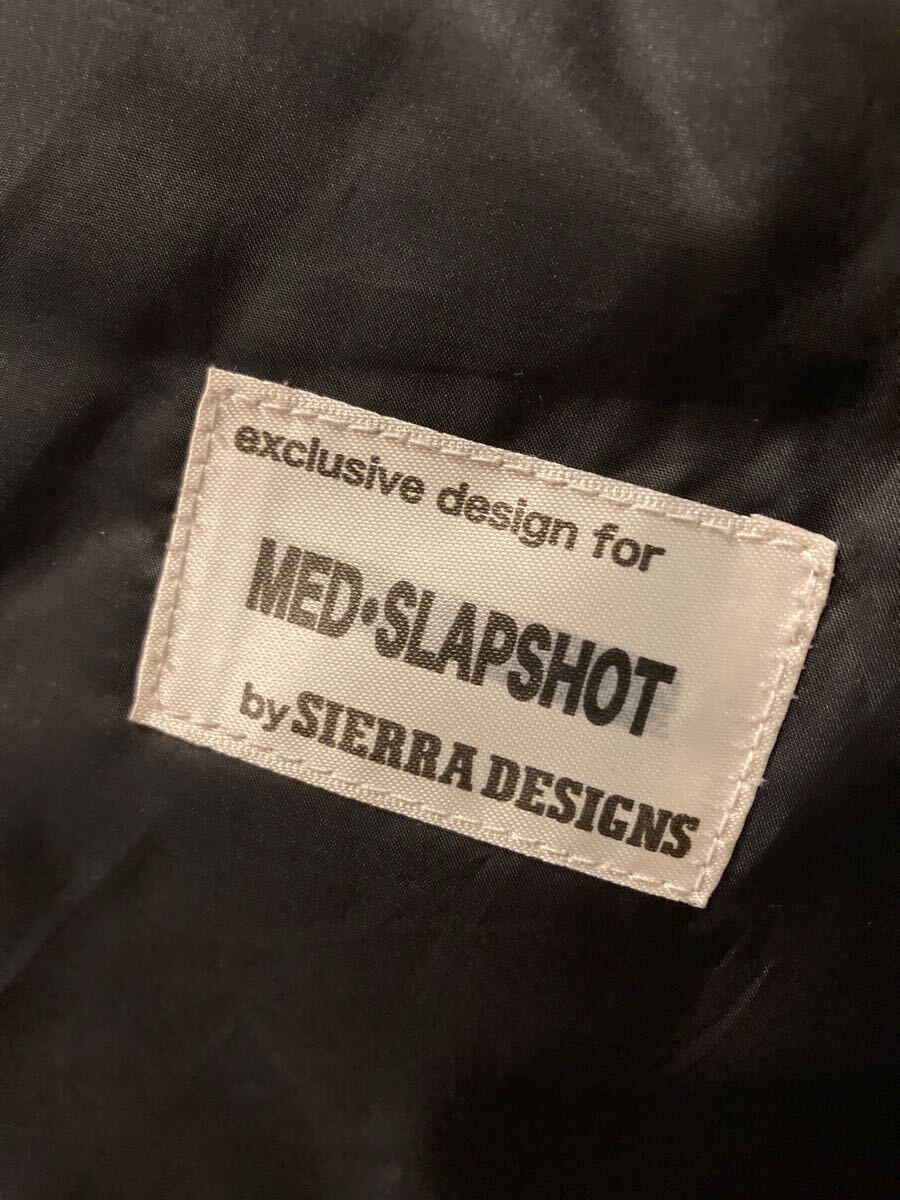 exclusive design for
MED•SLAPSHOT
by SIERRA DESIGNS